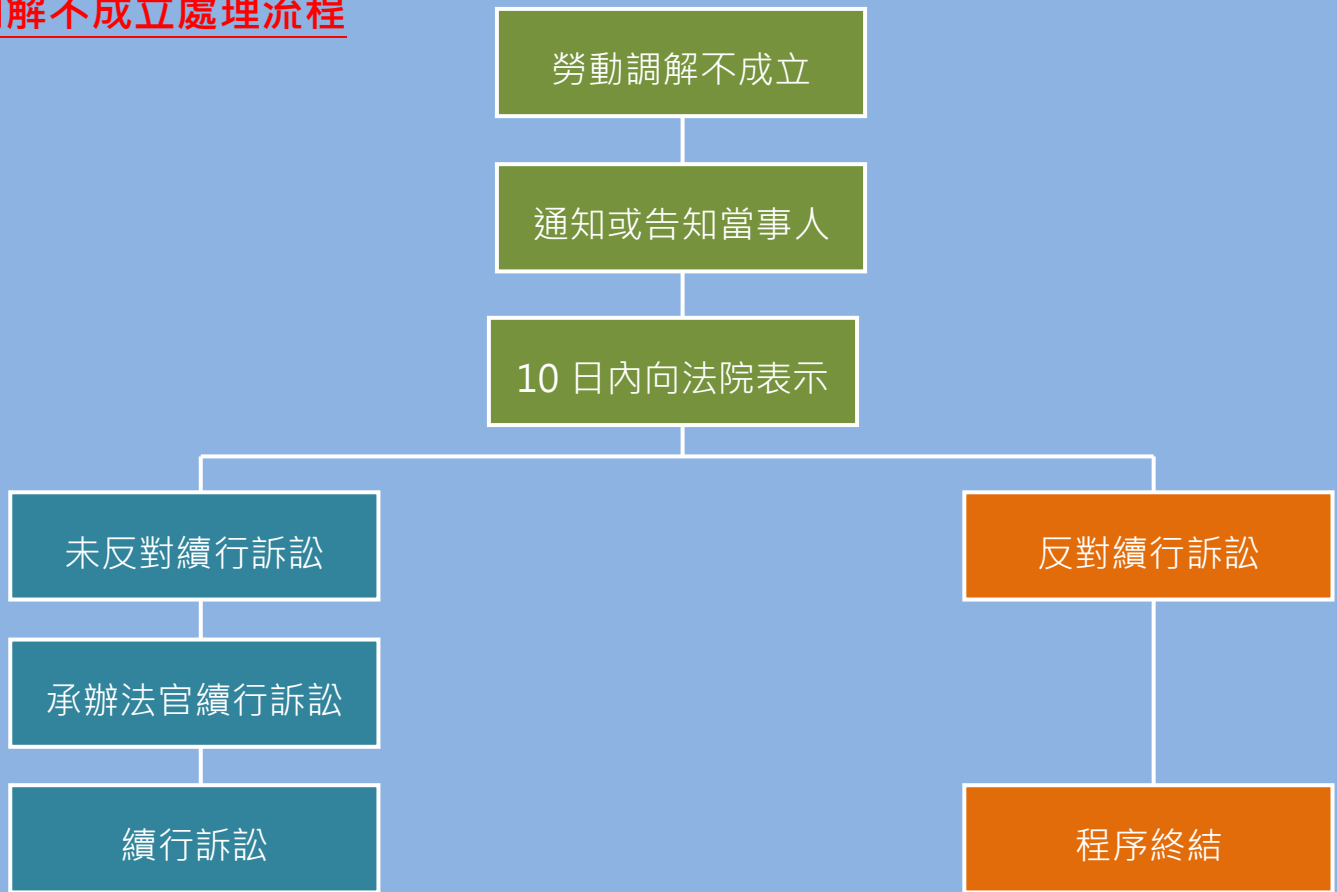 解不成立處理流程
勞動調解不成立
通知或告知當事人
10 日內向法院表示
未反對續行訴訟
反對續行訴訟
承辦法官續行訴訟
續行訴訟
程序終結